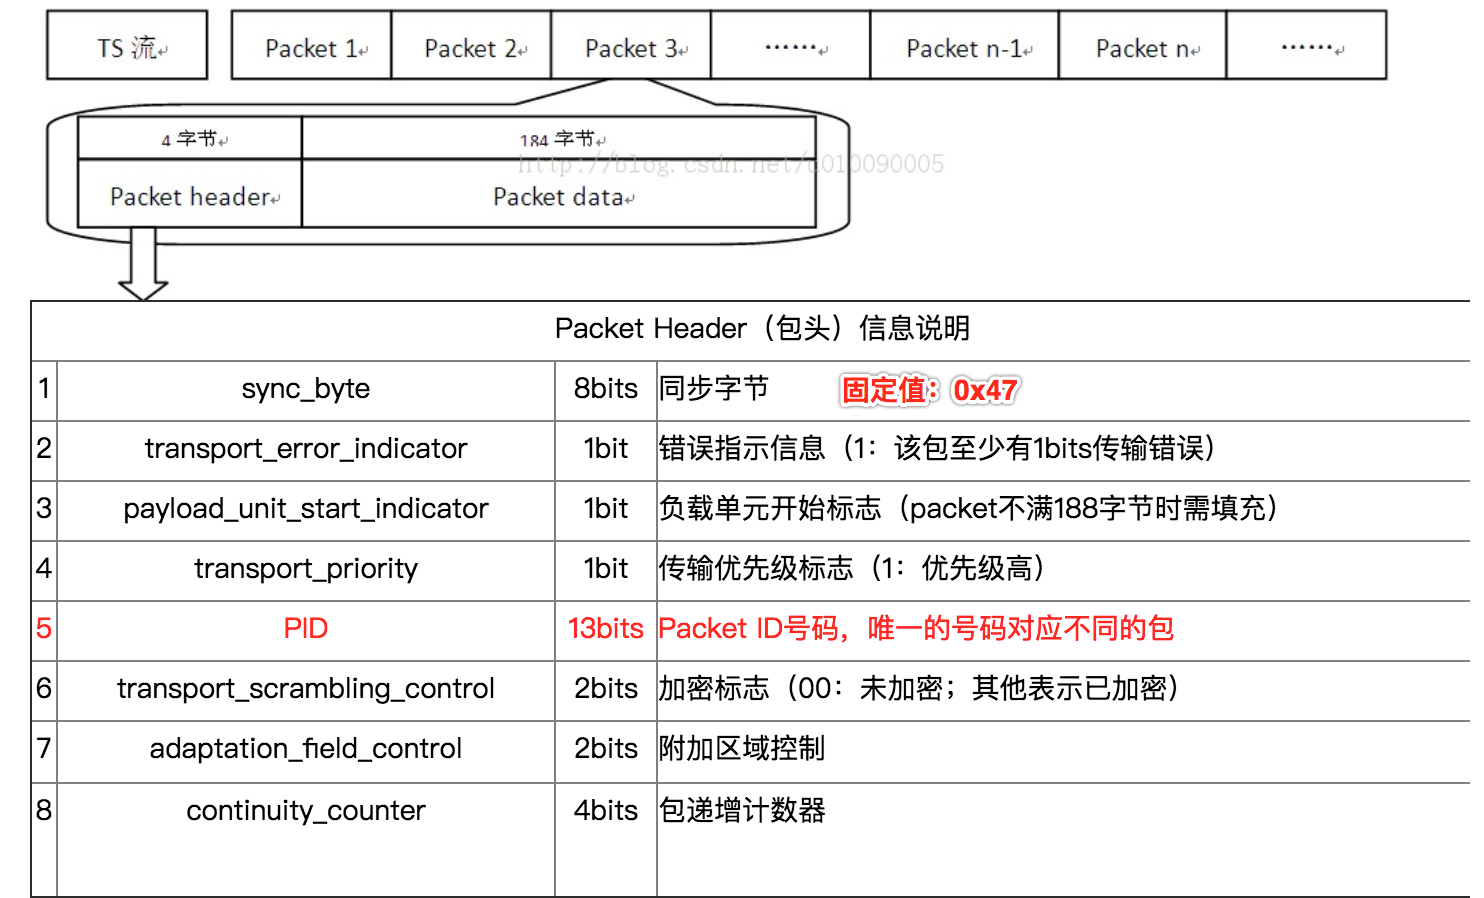 TS 流 Packet 1 Packet 2 Packet 3 …… Packet n-1 Packet n ……
4 字节 184 字节
http://blog.csdn.net/u010090005
Packet header Packet data
Packet Header（包头）信息说明
1 sync_byte 8bits 同步字节 固定值：0x47
2 transport_error_indicator 1bit 错误指示信息（1：该包至少有1bits传输错误）
3 payload_unit_start_indicator 1bit 负载单元开始标志（packet不满188字节时需填充）
4 transport_priority 1bit 传输优先级标志（1：优先级高）
5 PID 13bits Packet ID号码，唯一的号码对应不同的包
6 transport_scrambling_control 2bits 加密标志（00：未加密；其他表示已加密）
7 adaptation_field_control 2bits 附加区域控制
8 continuity_counter 4bits 包递增计数器